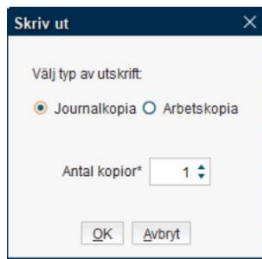 Skriv ut
Välj typ av utskrift:
Journalkopia Arbetskopia
Antal kopior* 1
OK Avbryt